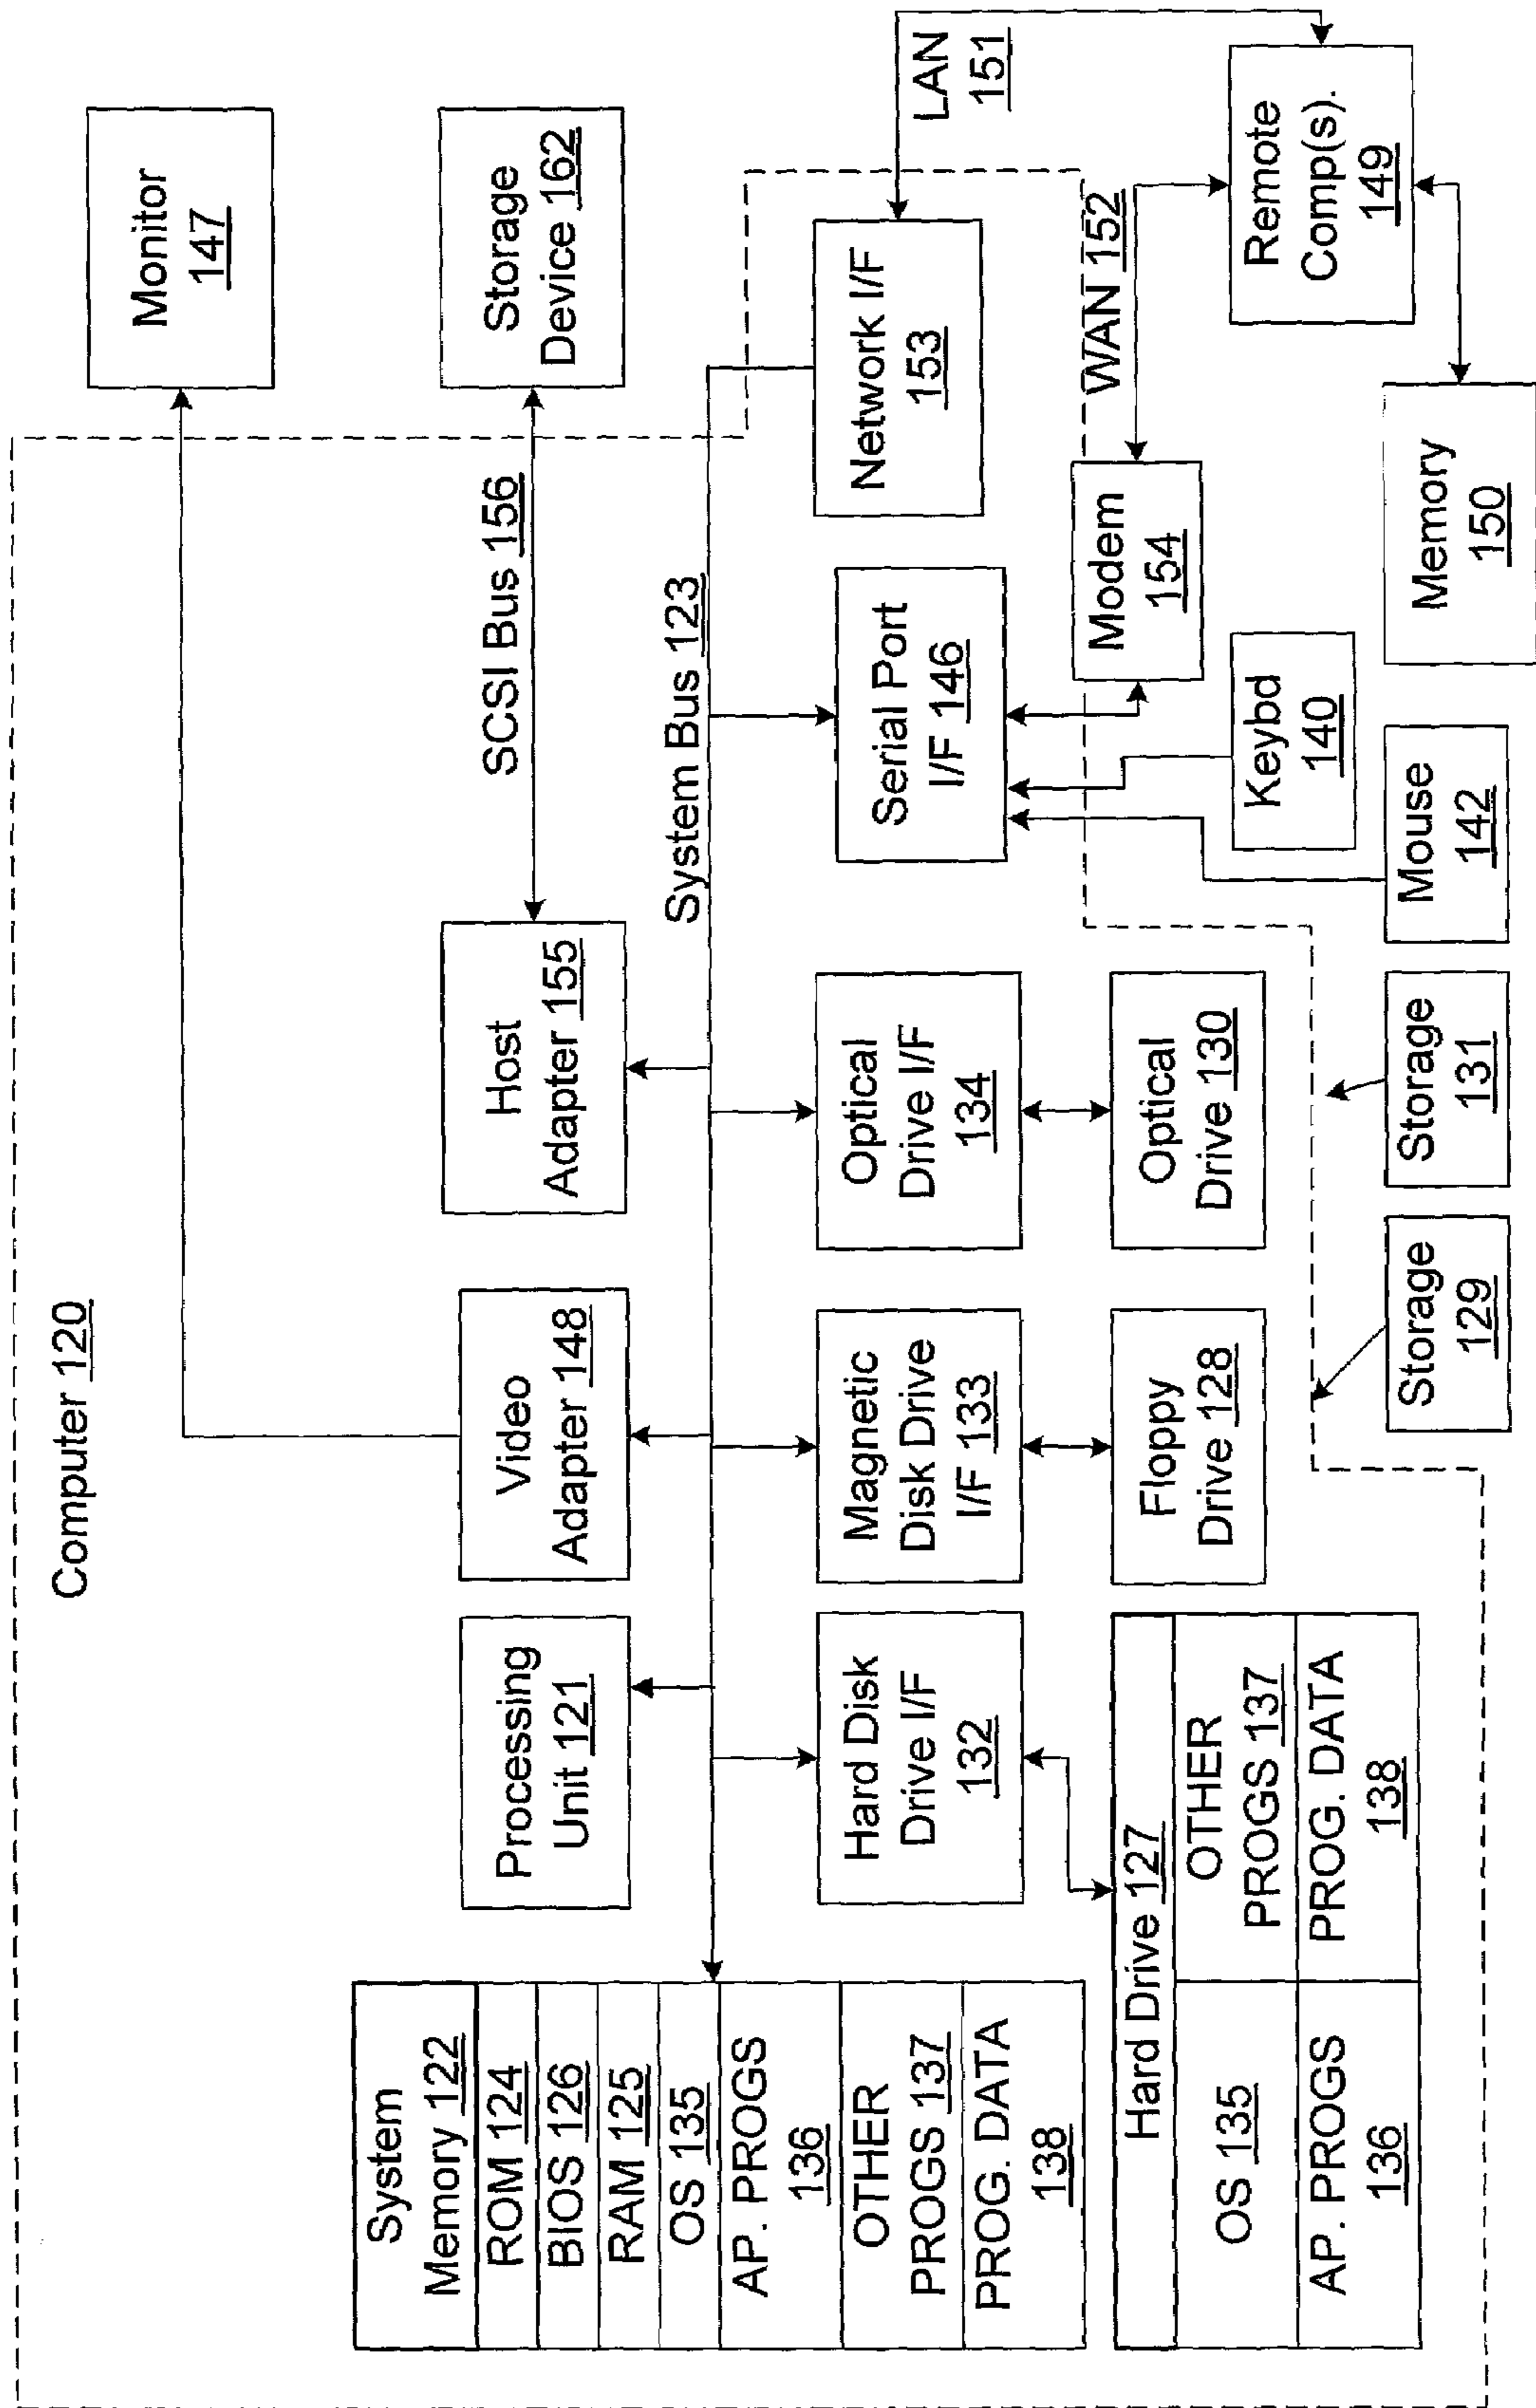 Computer 120
Monitor
147
System
Memory 122
ROM 124
BIOS 126
RAM 125
OS 135
AP. PROGS
136
OTHER
PROGS 137
PROG. DATA
138
Processing
Unit 121
Video
Adapter 148
Host
Adapter 155
SCSI Bus 156
Storage
Device 162
System Bus 123
Hard Disk
Drive I/F
132
Magnetic
Disk Drive
I/F 133
Optical
Drive I/F
134
Serial Port
I/F 146
Network I/F
153
LAN
151
Hard Drive 127
OS 135
OTHER
PROGS 137
AP. PROGS
136
PROG. DATA
138
Floppy
Drive 128
Optical
Drive 130
Modem
154
WAN 152
Keybd
140
Remote
Comp(s).
149
Storage
129
Storage
131
Mouse
142
Memory
150